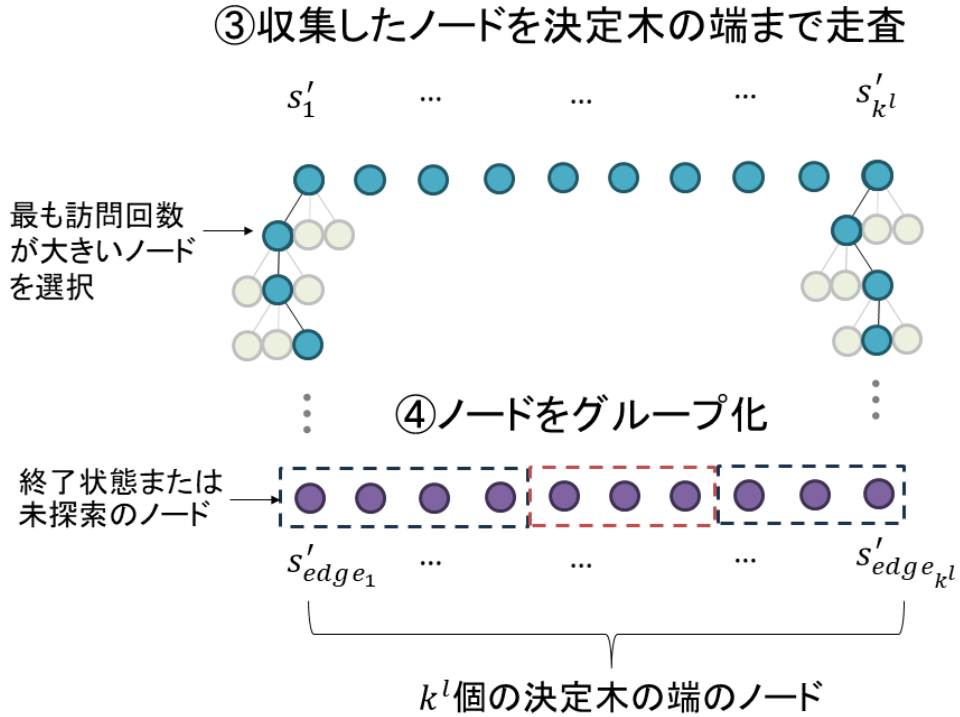 ③収集したノードを決定木の端まで走査
s′₁ … … … s′ₖˡ
最も訪問回数
が大きいノード
を選択
④ノードをグループ化
終了状態または
未探索のノード
s′edge₁ … … … s′edgeₖˡ
kˡ個の決定木の端のノード